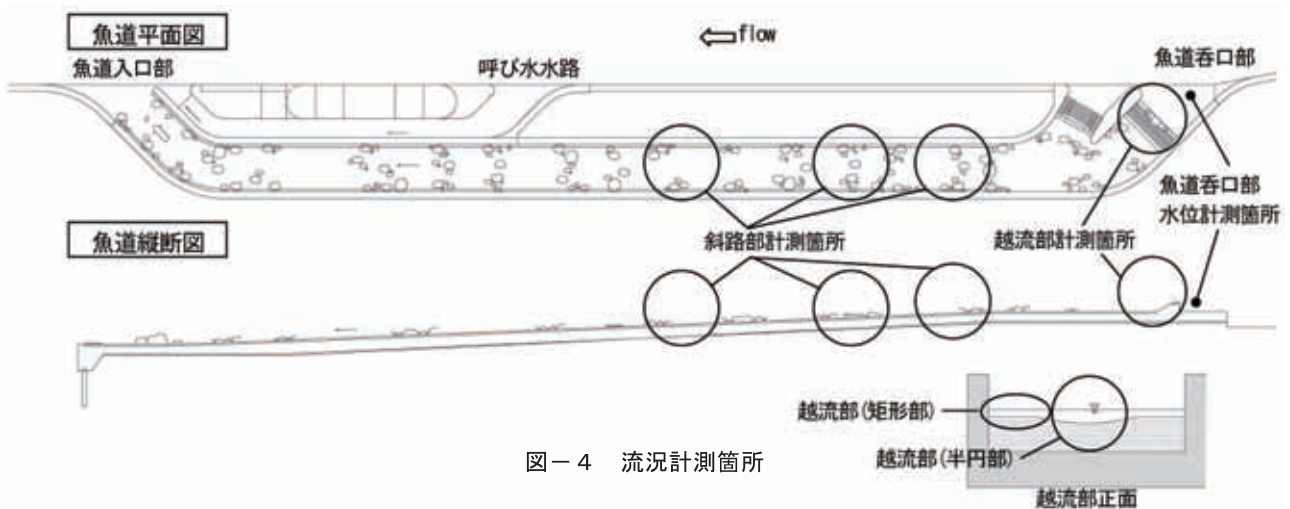 魚道平面図
flow
魚道入口部
呼び水水路
魚道呑口部
魚道呑口部
水位計測箇所
斜路部計測箇所
越流部計測箇所
魚道縦断図
越流部(矩形部)
越流部(半円部)
図－4 流況計測箇所
越流部正面